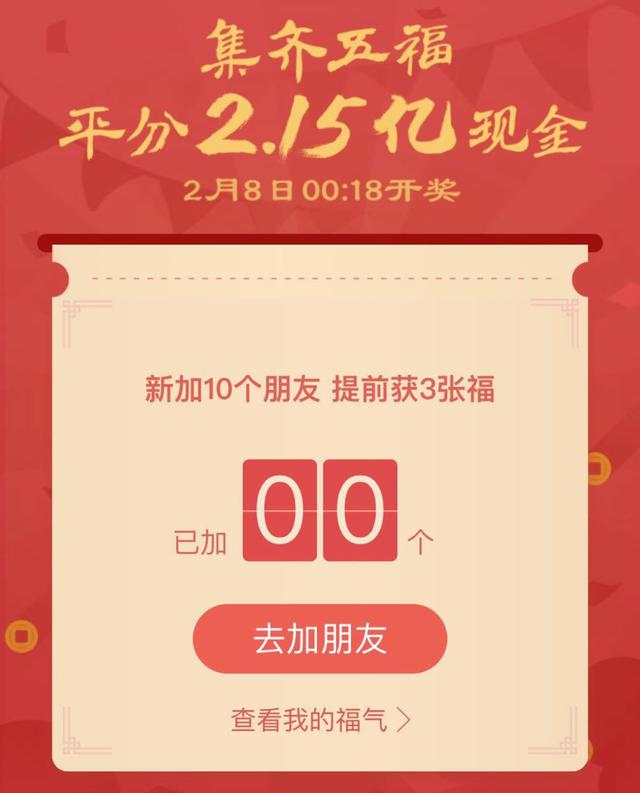 集齐五福
平分2.15亿现金
2月8日00:18开奖
新加10个朋友 提前获3张福
已加 00 个
去加朋友
查看我的福气